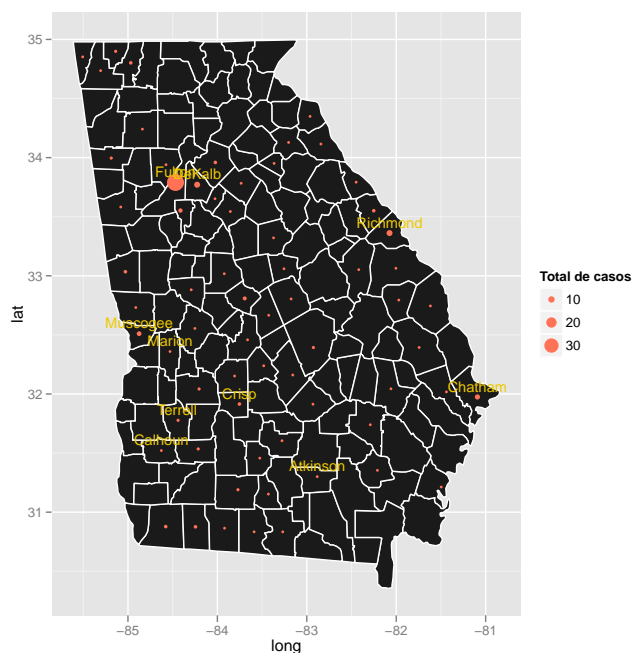 35
34
33
32
31
lat
Fulton
DeKalb
Richmond
Muscogee
Marion
Crisp
Chatham
Terrell
Calhoun
Atkinson
−85
−84
−83
−82
−81
long
Total de casos
10
20
30